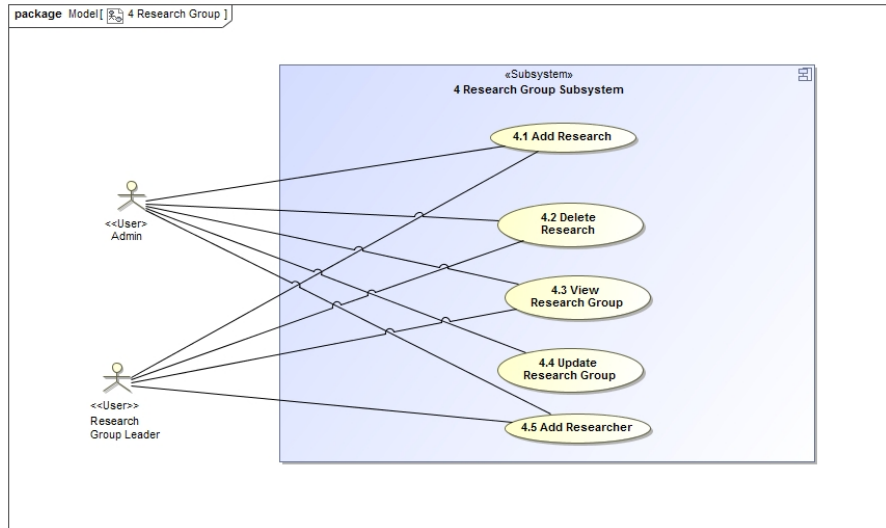 package Model[ 4 Research Group ]
«Subsystem»
4 Research Group Subsystem
4.1 Add Research
4.2 Delete
Research
4.3 View
Research Group
4.4 Update
Research Group
4.5 Add Researcher
<<User>
Admin
<<User>>
Research
Group Leader